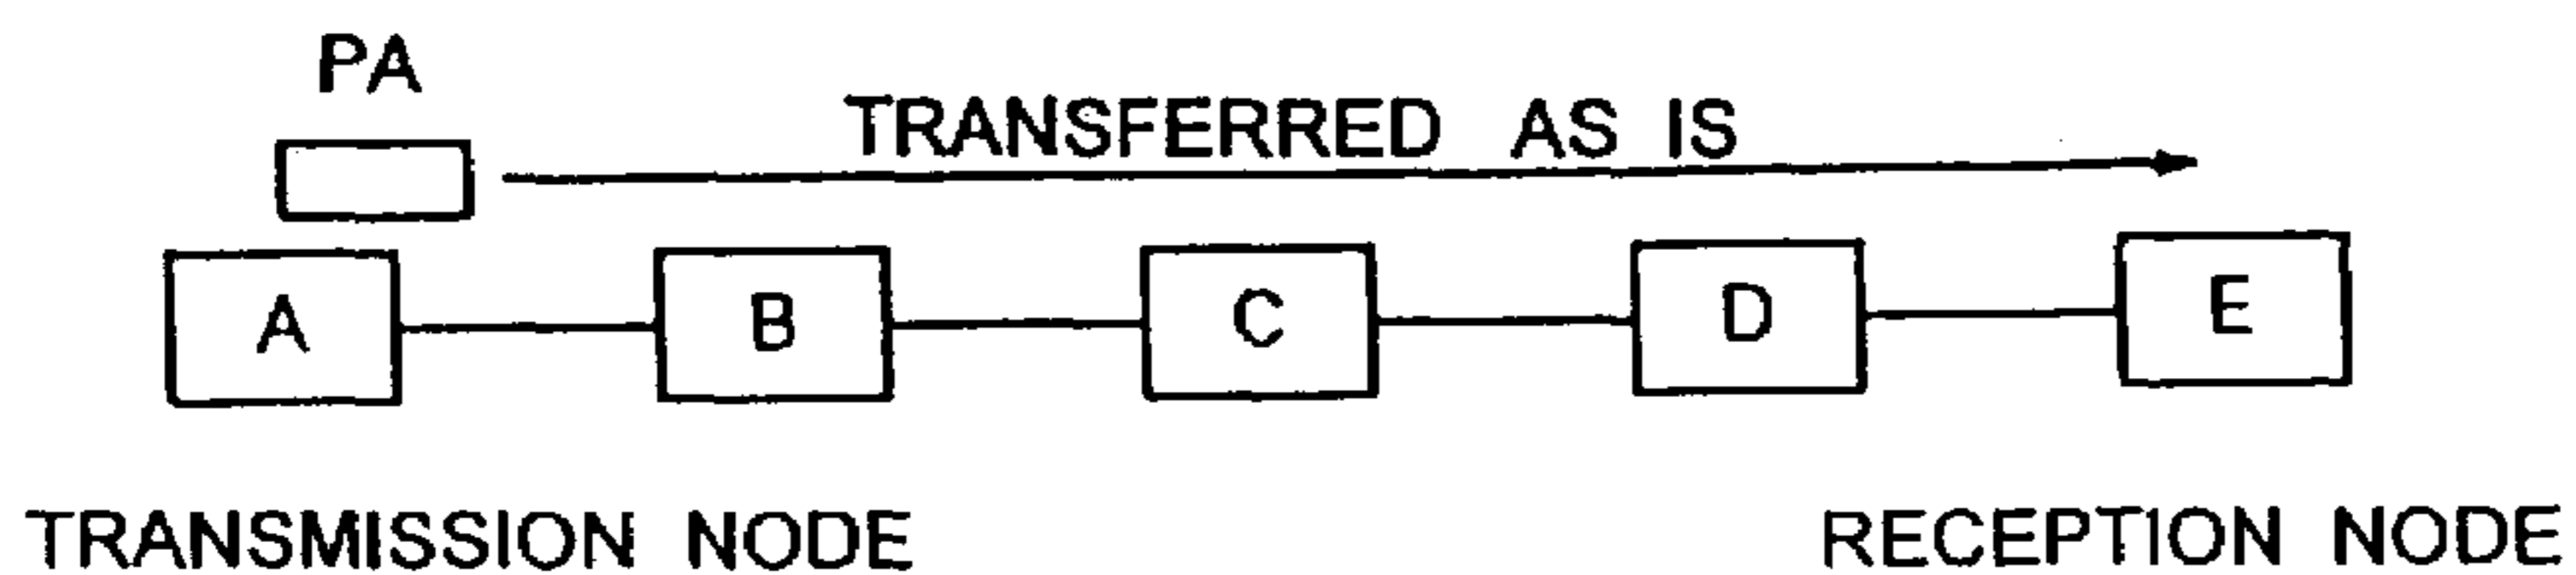 PA
TRANSFERRED AS IS
A B C D E
TRANSMISSION NODE RECEPTION NODE